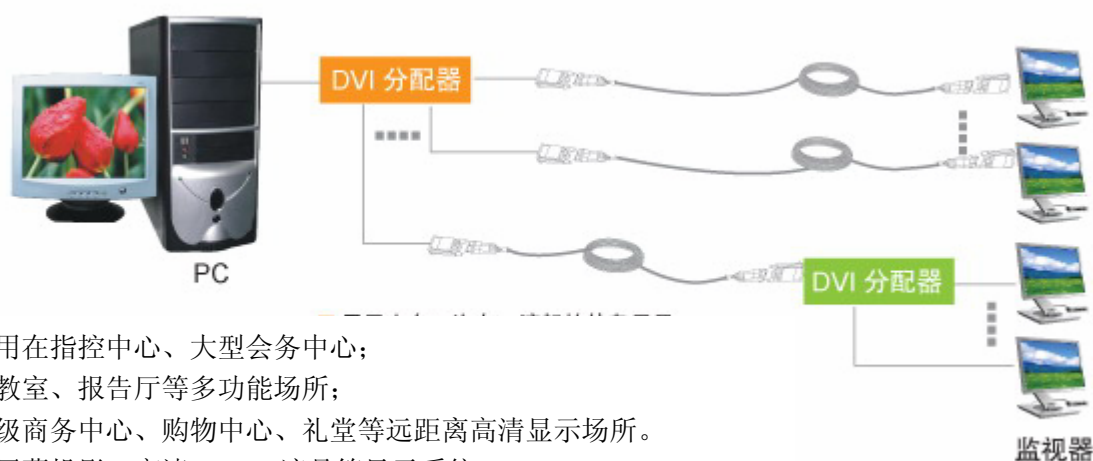 DVI 分配器
PC
DVI 分配器
用在指控中心、大型会务中心；
教室、报告厅等多功能场所；
级商务中心、购物中心、礼堂等远距离高清显示场所。
监视器